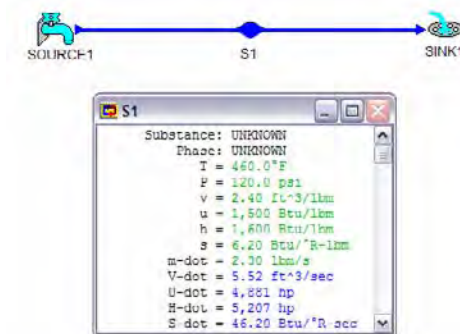 SOURCE1
S1
SINK1
S1
Substance: UNKNOWN
Phase: UNKNOWN
T = 460.0°F
P = 120.0 psi
v = 2.40 ft^3/lbm
u = 1,500 Btu/lbm
h = 1,600 Btu/lbm
s = 6.20 Btu/°R-lbm
m-dot = 2.30 lbm/s
V-dot = 5.52 ft^3/sec
U-dot = 4,881 hp
H-dot = 5,207 hp
S-dot = 46.20 Btu/°R-sec